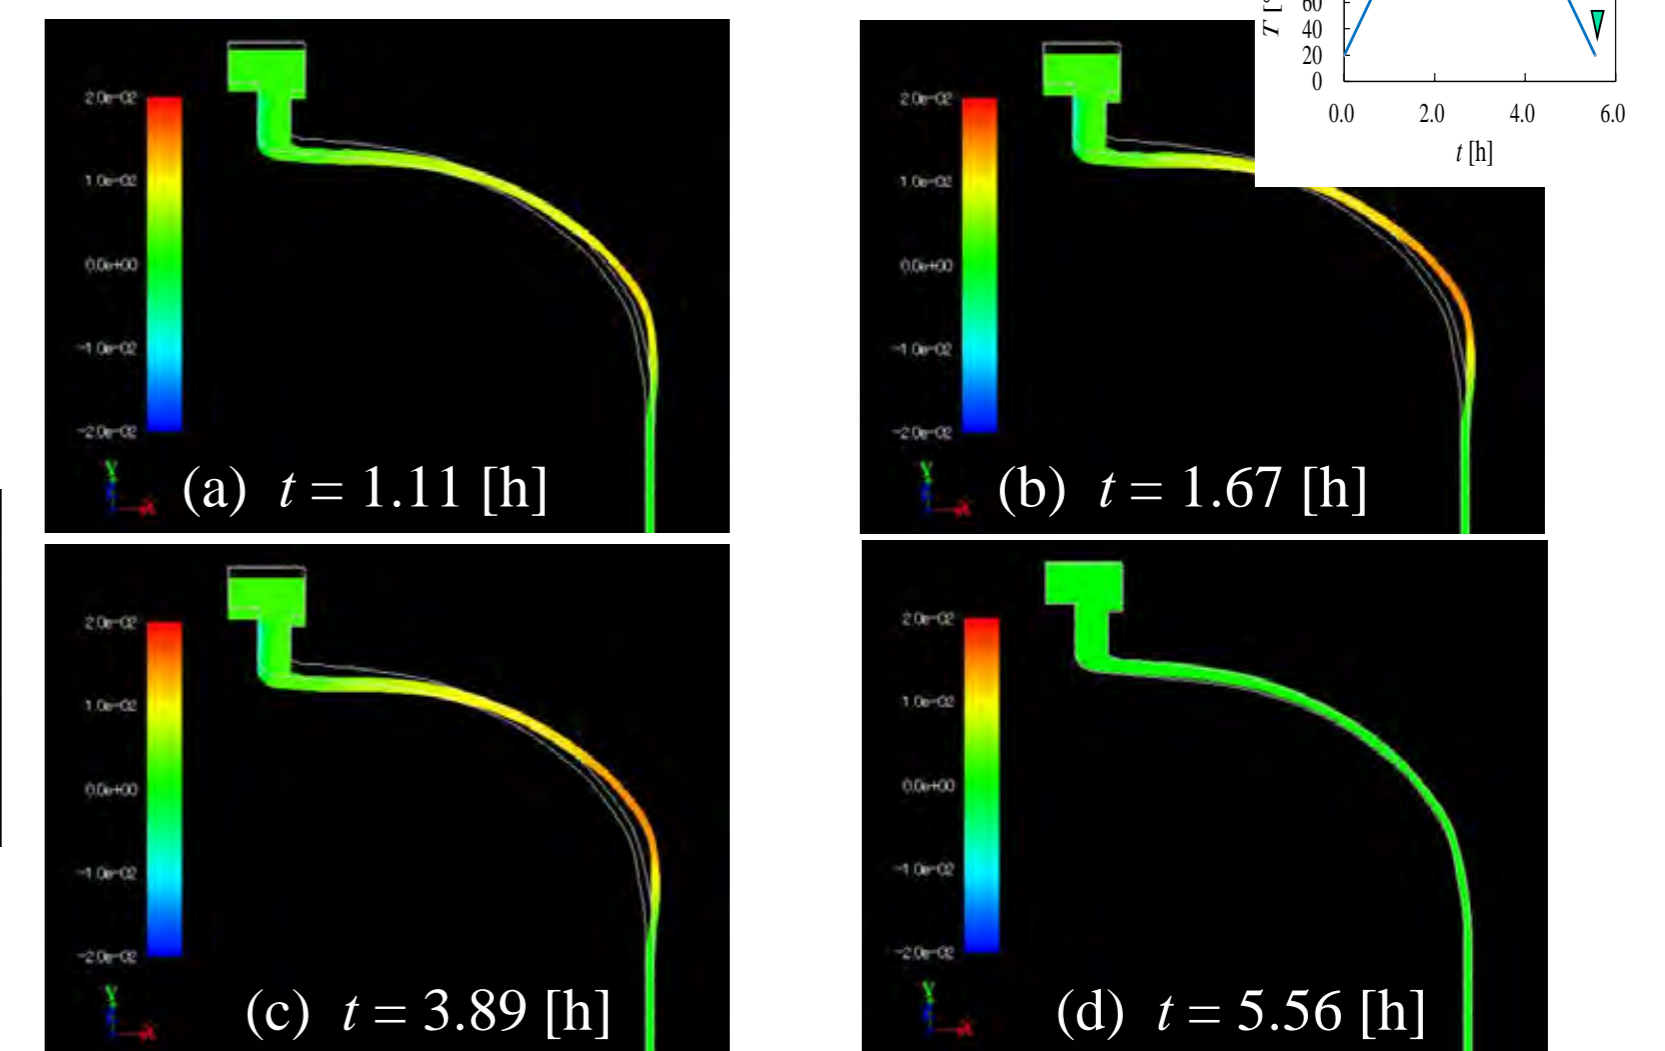 T [°
60
40
20
0
0.0 2.0 4.0 6.0
t [h]
2.0e-02
1.0e-02
0.0e+00
-1.0e-02
-2.0e-02
Y
X
(a) t = 1.11 [h]
2.0e-02
1.0e-02
0.0e+00
-1.0e-02
-2.0e-02
Y
X
(b) t = 1.67 [h]
2.0e-02
1.0e-02
0.0e+00
-1.0e-02
-2.0e-02
Y
X
(c) t = 3.89 [h]
2.0e-02
1.0e-02
0.0e+00
-1.0e-02
-2.0e-02
Y
X
(d) t = 5.56 [h]